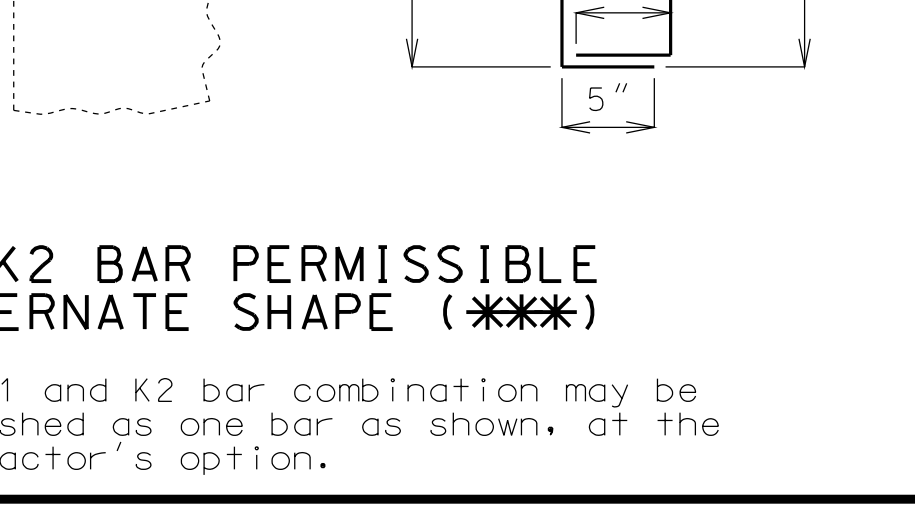 5"
K2 BAR PERMISSIBLE
ERNATE SHAPE (***)
1 and K2 bar combination may be
shed as one bar as shown, at the
actor's option.